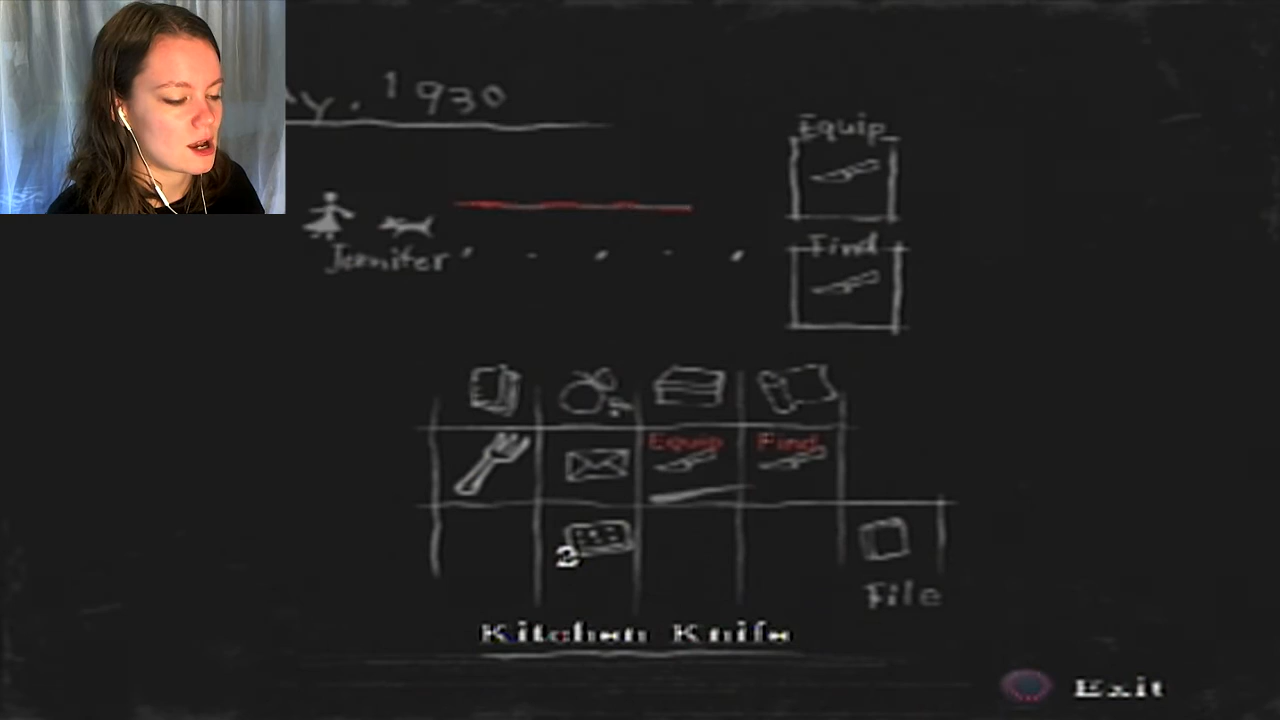 1930
Equip
Find
Jennifer
Equip Find
2
File
Kitchen Knife
Exit